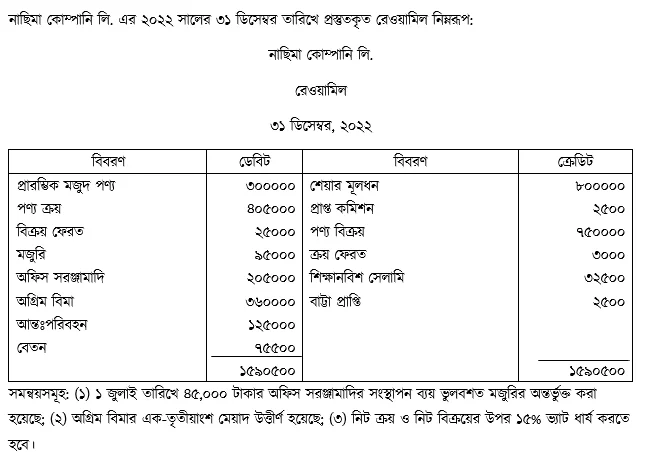 নাছিমা কোম্পানি লি. এর ২০২২ সালের ৩১ ডিসেম্বর তারিখে প্রস্তুতকৃত রেওয়ামিল নিম্নরূপ:
নাছিমা কোম্পানি লি.
রেওয়ামিল
৩১ ডিসেম্বর, ২০২২
বিবরণ ডেবিট বিবরণ ক্রেডিট
প্রারম্ভিক মজুদ পণ্য ৩০০০০০ শেয়ার মূলধন ৮০০০০০
পণ্য ক্রয় ৪০৫০০০ প্রাপ্ত কমিশন ২৫০০
বিক্রয় ফেরত ২৫০০০ পণ্য বিক্রয় ৭৫০০০০
মজুরি ৯৫০০০ ক্রয় ফেরত ৩০০০
অফিস সরঞ্জামাদি ২০৫০০০ শিক্ষানবিশ সেলামি ৩২৫০০
অগ্রিম বিমা ৩৬০০০০ বাট্টা প্রাপ্তি ২৫০০
আন্তঃপরিবহন ১২৫০০০
বেতন ৭৫৫০০
১৫৯০৫০০ ১৫৯০৫০০
সমন্বয়সমূহ: (১) ১ জুলাই তারিখে ৪৫,০০০ টাকার অফিস সরঞ্জামাদির সংস্থাপন ব্যয় ভুলবশত মজুরির অন্তর্ভুক্ত করা
হয়েছে; (২) অগ্রিম বিমার এক-তৃতীয়াংশ মেয়াদ উত্তীর্ণ হয়েছে; (৩) নিট ক্রয় ও নিট বিক্রয়ের উপর ১৫% ভ্যাট ধার্য করতে
হবে।